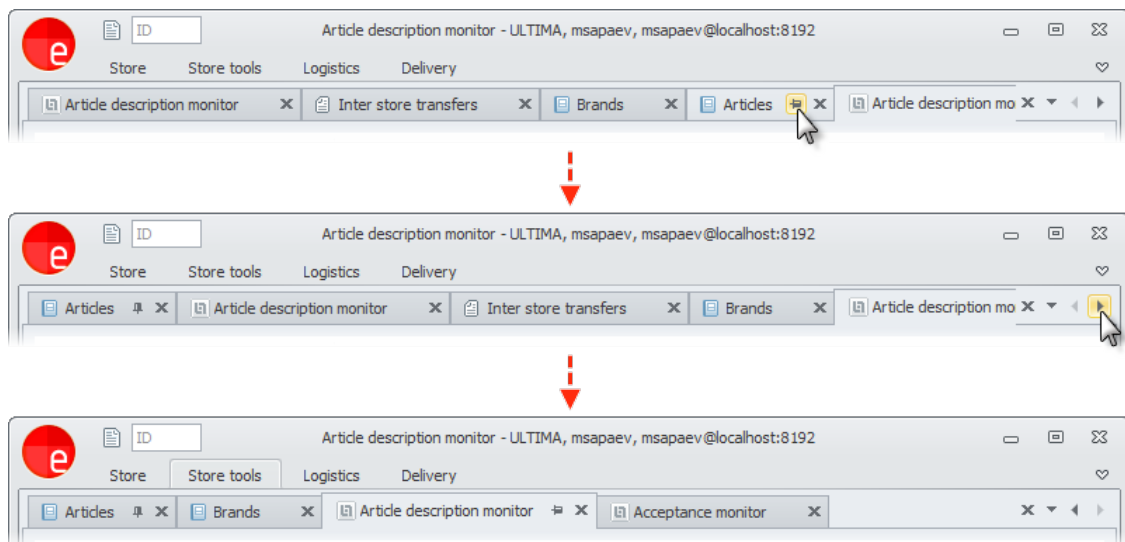 e
ID
Article description monitor - ULTIMA, msapaev, msapaev@localhost:8192
Store Store tools Logistics Delivery
Article description monitor Inter store transfers Brands Articles Article description mo
e
ID
Article description monitor - ULTIMA, msapaev, msapaev@localhost:8192
Store Store tools Logistics Delivery
Articles Article description monitor Inter store transfers Brands Article description mo
e
ID
Article description monitor - ULTIMA, msapaev, msapaev@localhost:8192
Store Store tools Logistics Delivery
Articles Brands Article description monitor Acceptance monitor